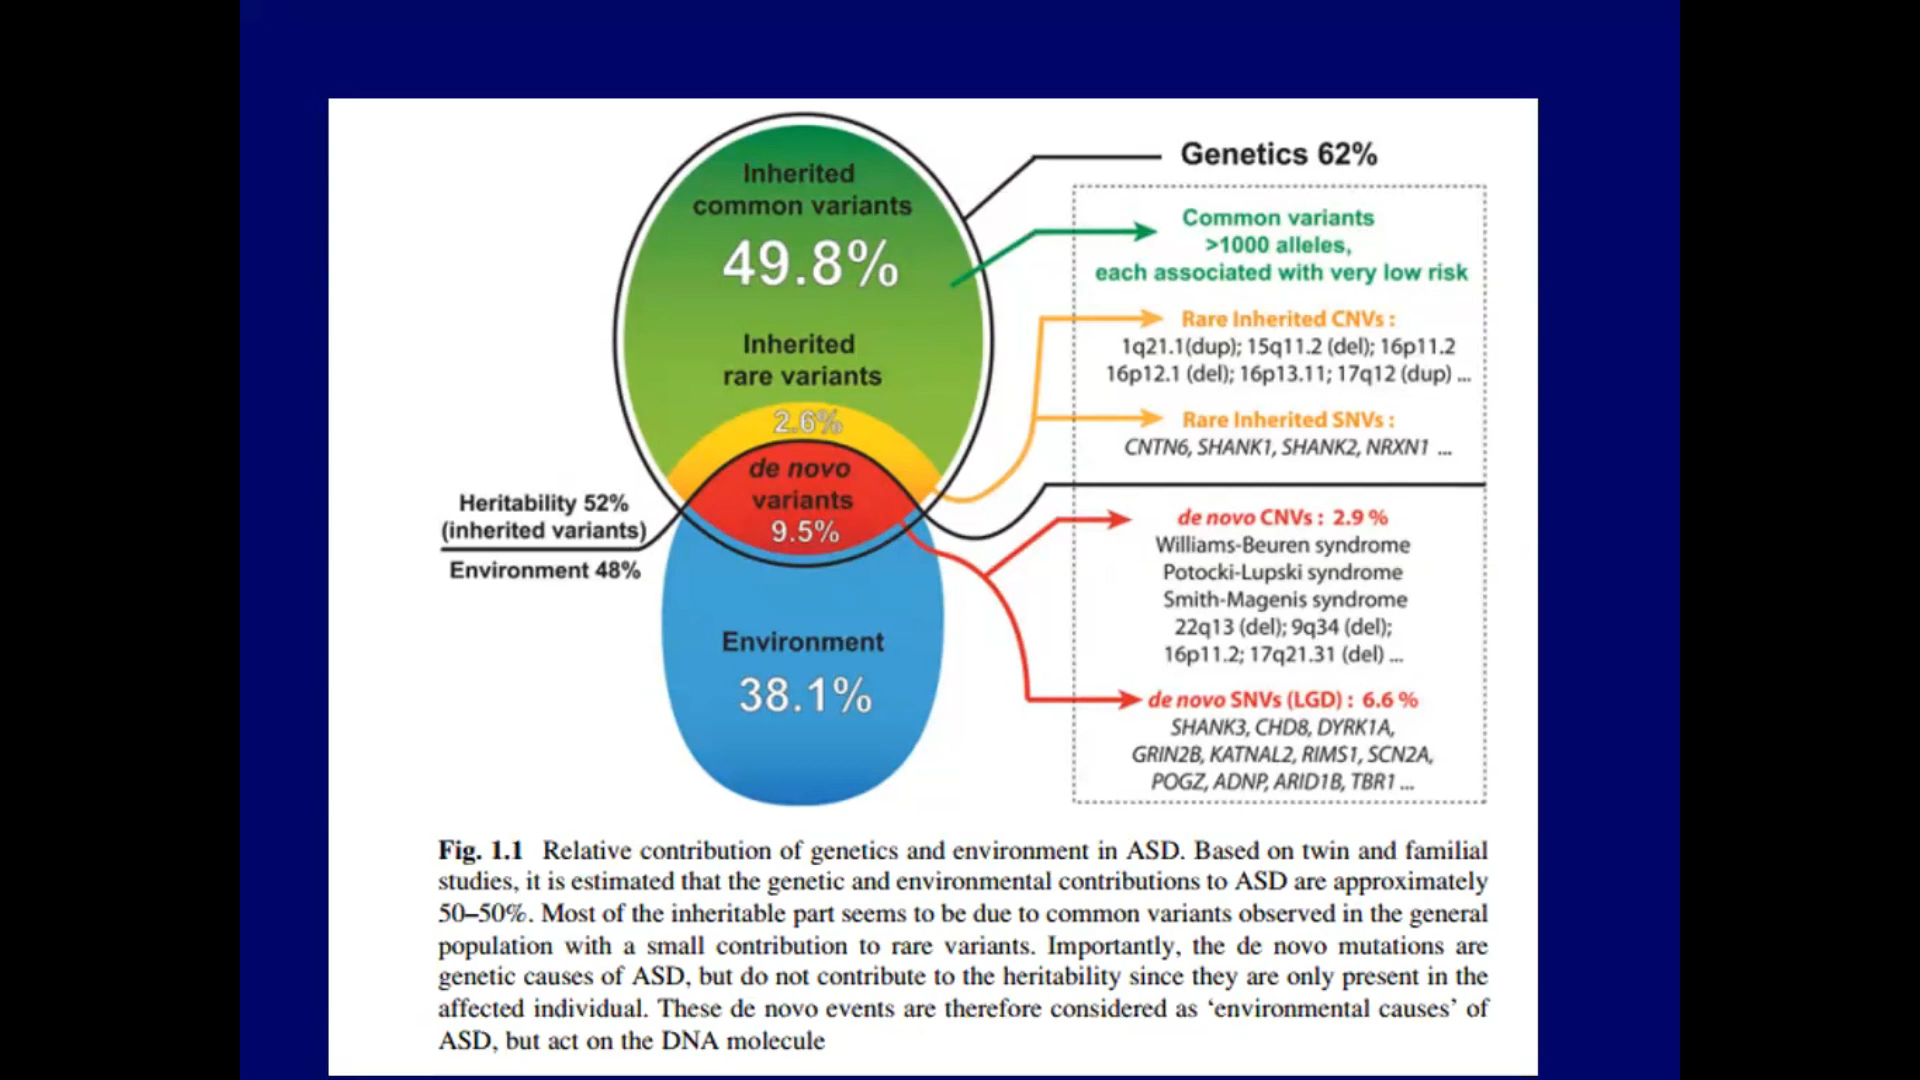 Inherited
common variants
49.8%
Inherited
rare variants
2.6%
de novo
variants
9.5%
Heritability 52%
(inherited variants)
Environment 48%
Environment
38.1%
Genetics 62%
Common variants
>1000 alleles,
each associated with very low risk
Rare Inherited CNVs :
1q21.1(dup); 15q11.2 (del); 16p11.2
16p12.1 (del); 16p13.11; 17q12 (dup) ...
Rare Inherited SNVs :
CNTN6, SHANK1, SHANK2, NRXN1 ...
de novo CNVs : 2.9 %
Williams-Beuren syndrome
Potocki-Lupski syndrome
Smith-Magenis syndrome
22q13 (del); 9q34 (del);
16p11.2; 17q21.31 (del) ...
de novo SNVs (LGD) : 6.6 %
SHANK3, CHD8, DYRK1A,
GRIN2B, KATNAL2, RIMS1, SCN2A,
POGZ, ADNP, ARID1B, TBR1 ...
Fig. 1.1 Relative contribution of genetics and environment in ASD. Based on twin and familial
studies, it is estimated that the genetic and environmental contributions to ASD are approximately
50–50%. Most of the inheritable part seems to be due to common variants observed in the general
population with a small contribution to rare variants. Importantly, the de novo mutations are
genetic causes of ASD, but do not contribute to the heritability since they are only present in the
affected individual. These de novo events are therefore considered as ‘environmental causes’ of
ASD, but act on the DNA molecule